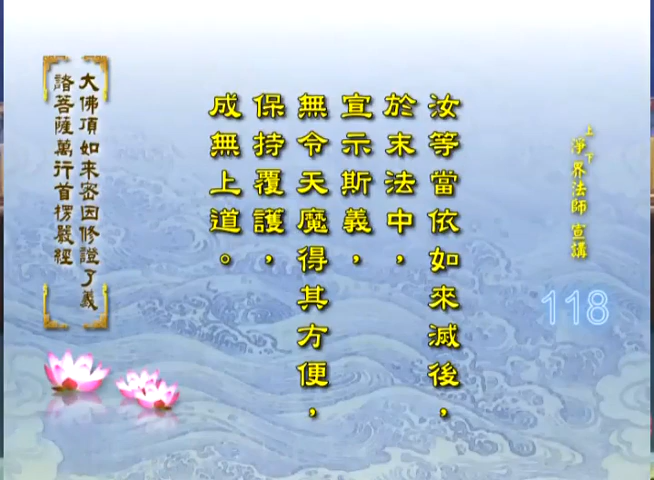 上 下
淨界法師 宣講
118
汝等當依如來滅後，
於末法中，
宣示斯義，
無令天魔得其方便，
保持覆護，
成無上道。
大佛頂如來密因修證了義
諸菩薩萬行首楞嚴經